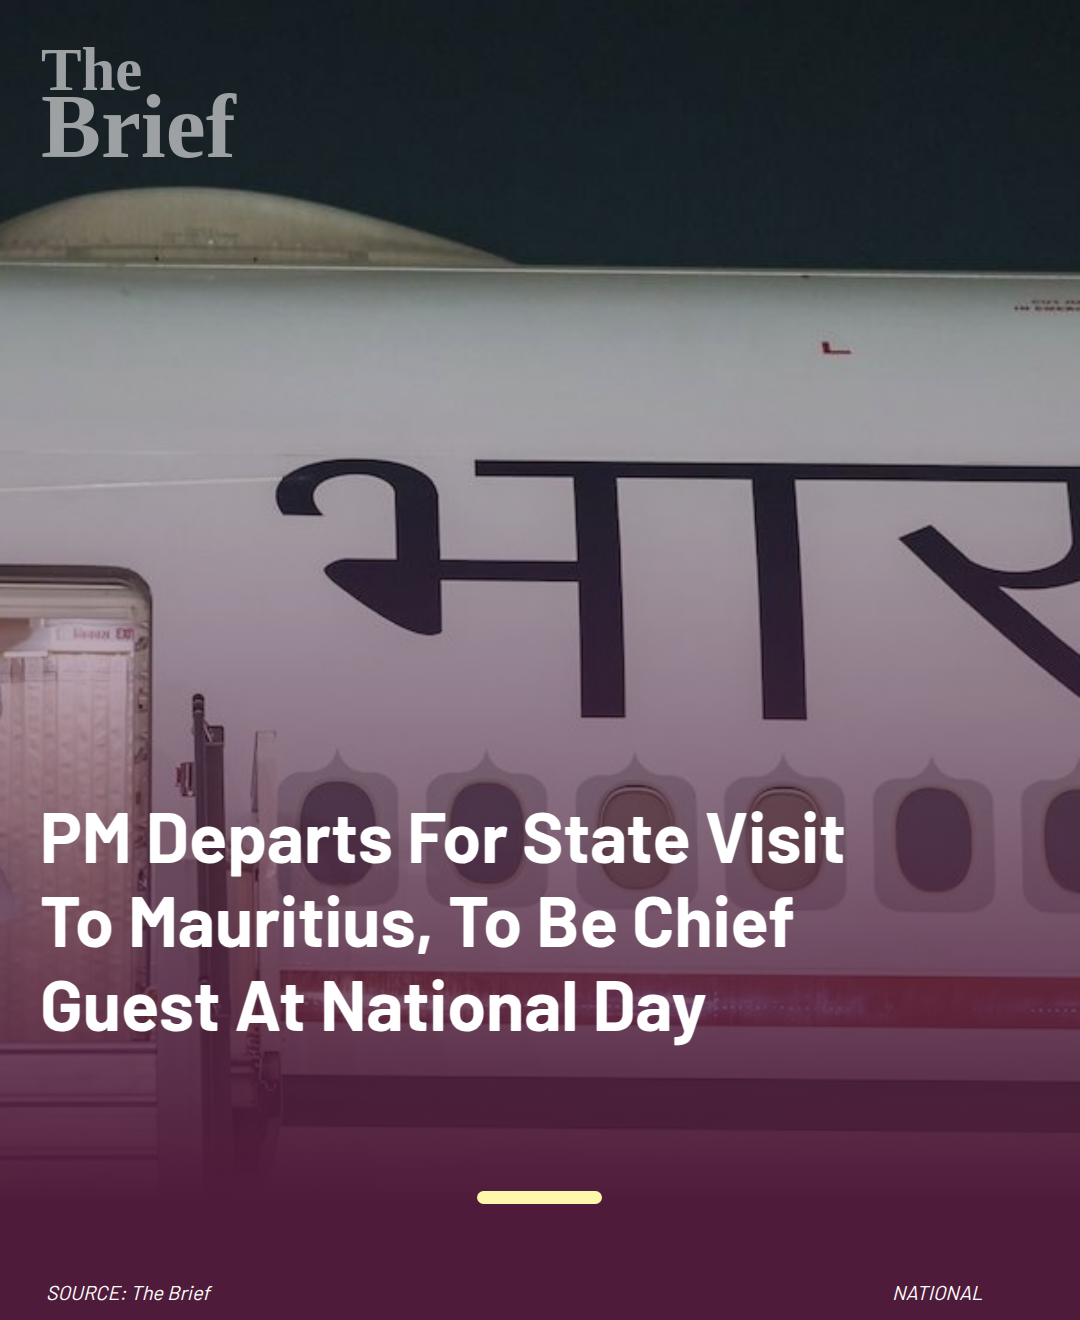 The
Brief
भार
निकास EXIT
PM Departs For State Visit
To Mauritius, To Be Chief
Guest At National Day
SOURCE: The Brief
NATIONAL